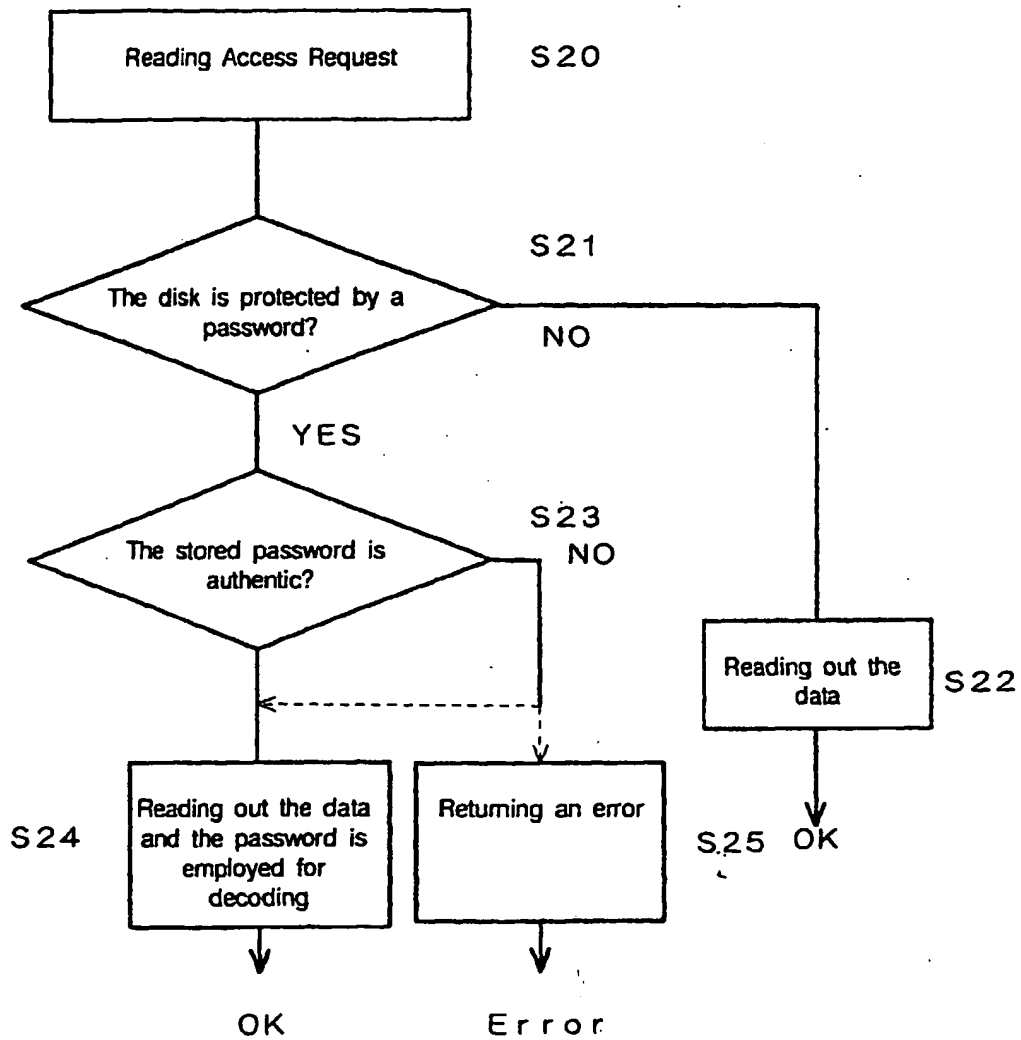 Reading Access Request
S20
S21
The disk is protected by a
password?
NO
YES
S23
The stored password is
authentic?
NO
Reading out the
data
S22
Reading out the data
and the password is
employed for
decoding
S24
Returning an error
S25
OK
OK
Error